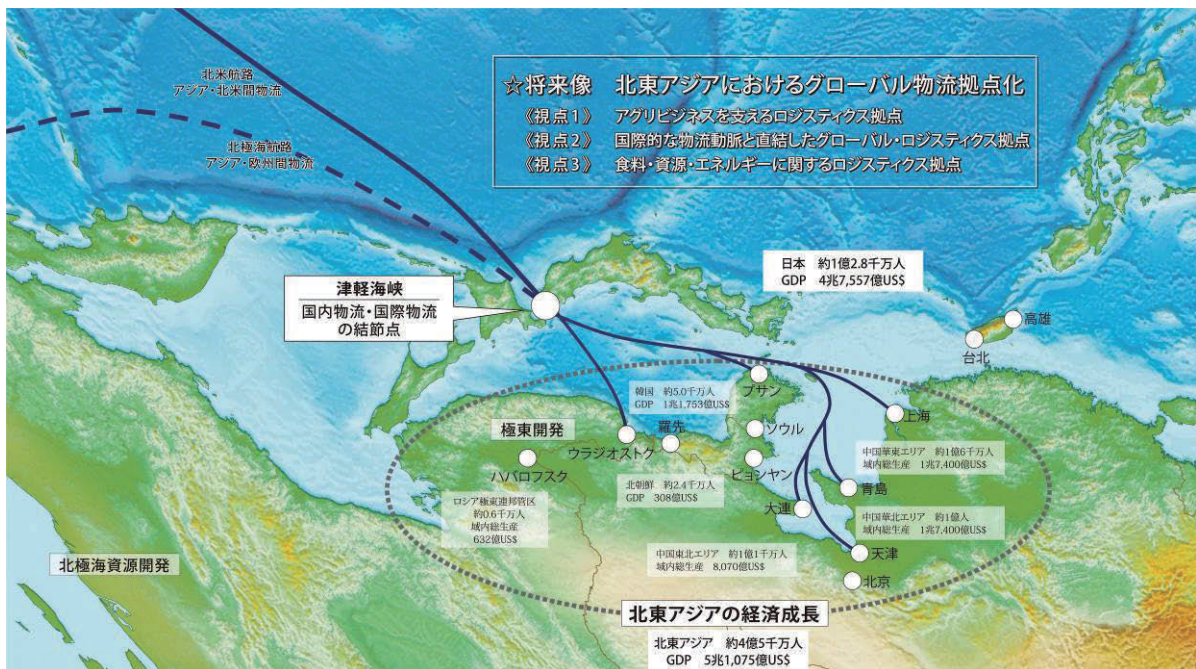 北米航路
アジア・北米間物流
北極海航路
アジア・欧州間物流
☆将来像　北東アジアにおけるグローバル物流拠点化
《視点1》　アグリビジネスを支えるロジスティクス拠点
《視点2》　国際的な物流動脈と直結したグローバル・ロジスティクス拠点
《視点3》　食料・資源・エネルギーに関するロジスティクス拠点
日本　約1億2.8千万人
GDP　4兆7,557億US$
津軽海峡
国内物流・国際物流
の結節点
高雄
台北
プサン
韓国　約5.0千万人
GDP　1兆1,753億US$
上海
極東開発
羅先
ソウル
ウラジオストク
ハバロフスク
ピョンヤン
中国華東エリア　約1億6千万人
域内総生産　1兆7,400億US$
北朝鮮　約2.4千万人
GDP　308億US$
青島
ロシア極東連邦管区
約0.6千万人
域内総生産
632億US$
大連
中国華北エリア　約1億人
域内総生産　1兆7,400億US$
中国東北エリア　約1億1千万人
域内総生産　8,070億US$
天津
北極海資源開発
北京
北東アジアの経済成長
北東アジア　約4億5千万人
GDP　5兆1,075億US$